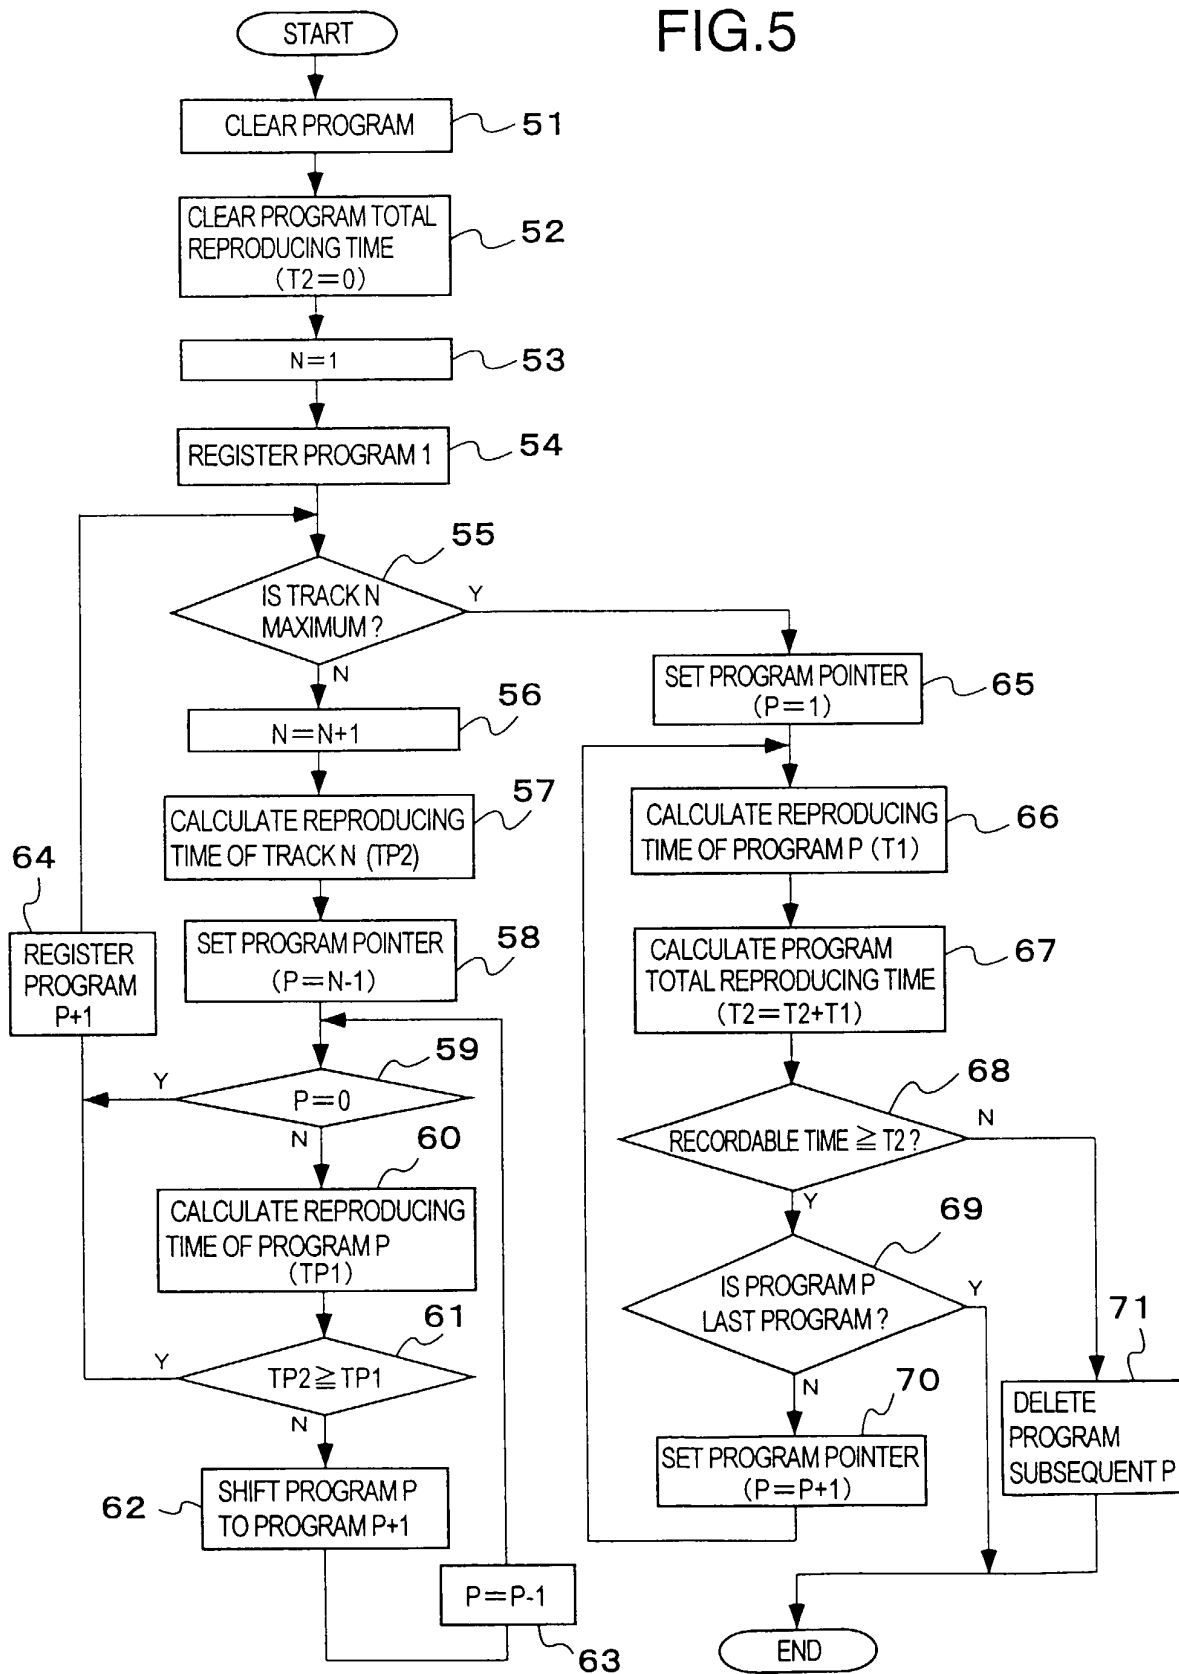 FIG.5
START
CLEAR PROGRAM
51
CLEAR PROGRAM TOTAL
REPRODUCING TIME
(T2=0)
52
N=1
53
REGISTER PROGRAM 1
54
55
IS TRACK N
MAXIMUM?
Y
N
N=N+1
56
CALCULATE REPRODUCING
TIME OF TRACK N (TP2)
57
SET PROGRAM POINTER
(P=N-1)
58
64
REGISTER
PROGRAM
P+1
59
P=0
Y
N
60
CALCULATE REPRODUCING
TIME OF PROGRAM P
(TP1)
61
TP2≧TP1
Y
N
62
SHIFT PROGRAM P
TO PROGRAM P+1
P=P-1
63
SET PROGRAM POINTER
(P=1)
65
CALCULATE REPRODUCING
TIME OF PROGRAM P (T1)
66
CALCULATE PROGRAM
TOTAL REPRODUCING TIME
(T2=T2+T1)
67
68
RECORDABLE TIME ≧ T2?
N
Y
69
IS PROGRAM P
LAST PROGRAM?
Y
N
70
SET PROGRAM POINTER
(P=P+1)
71
DELETE
PROGRAM
SUBSEQUENT P
END